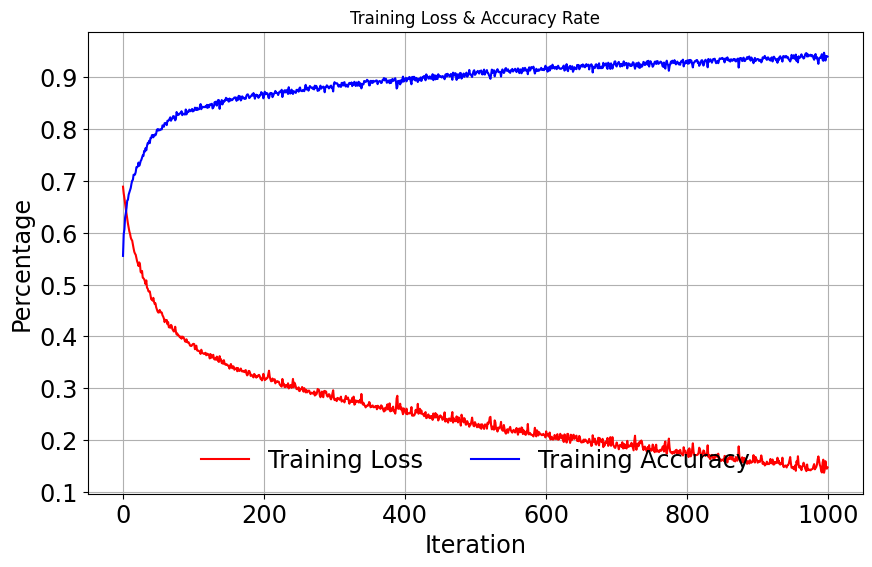 Training Loss & Accuracy Rate
Percentage
0.9
0.8
0.7
0.6
0.5
0.4
0.3
0.2
0.1
Training Loss Training Accuracy
0 200 400 600 800 1000
Iteration